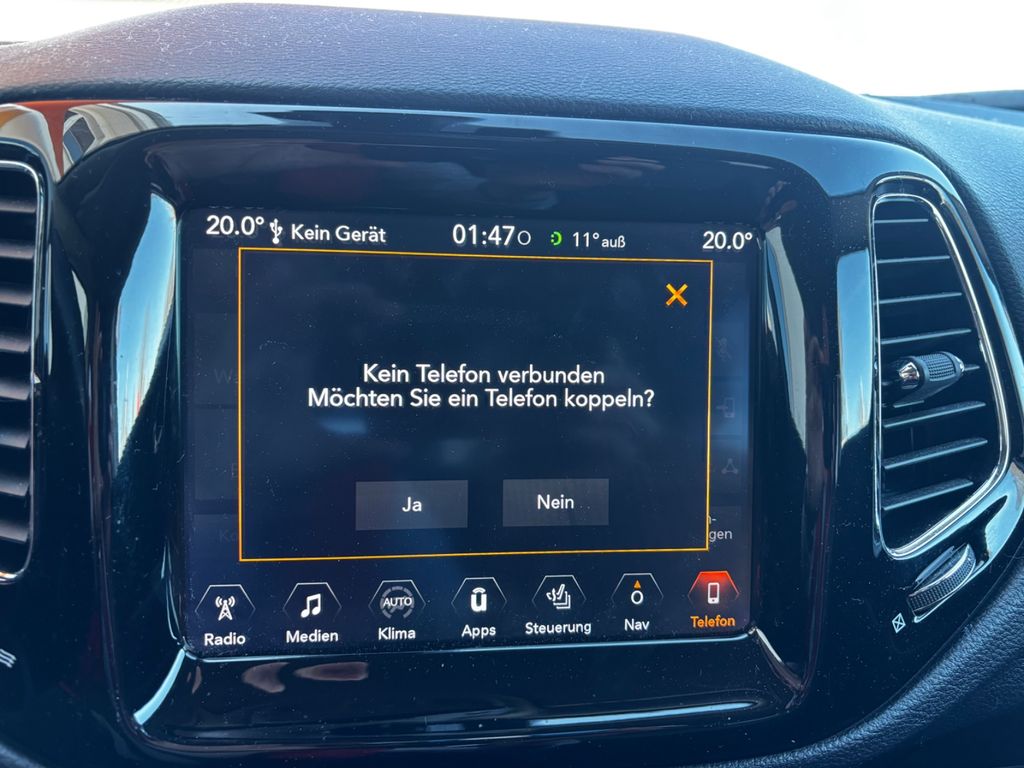 20.0° Kein Gerät 01:47 O 11° auß 20.0°
Kein Telefon verbunden
Möchten Sie ein Telefon koppeln?
Ja Nein
AUTO
Radio Medien Klima Apps Steuerung Nav Telefon